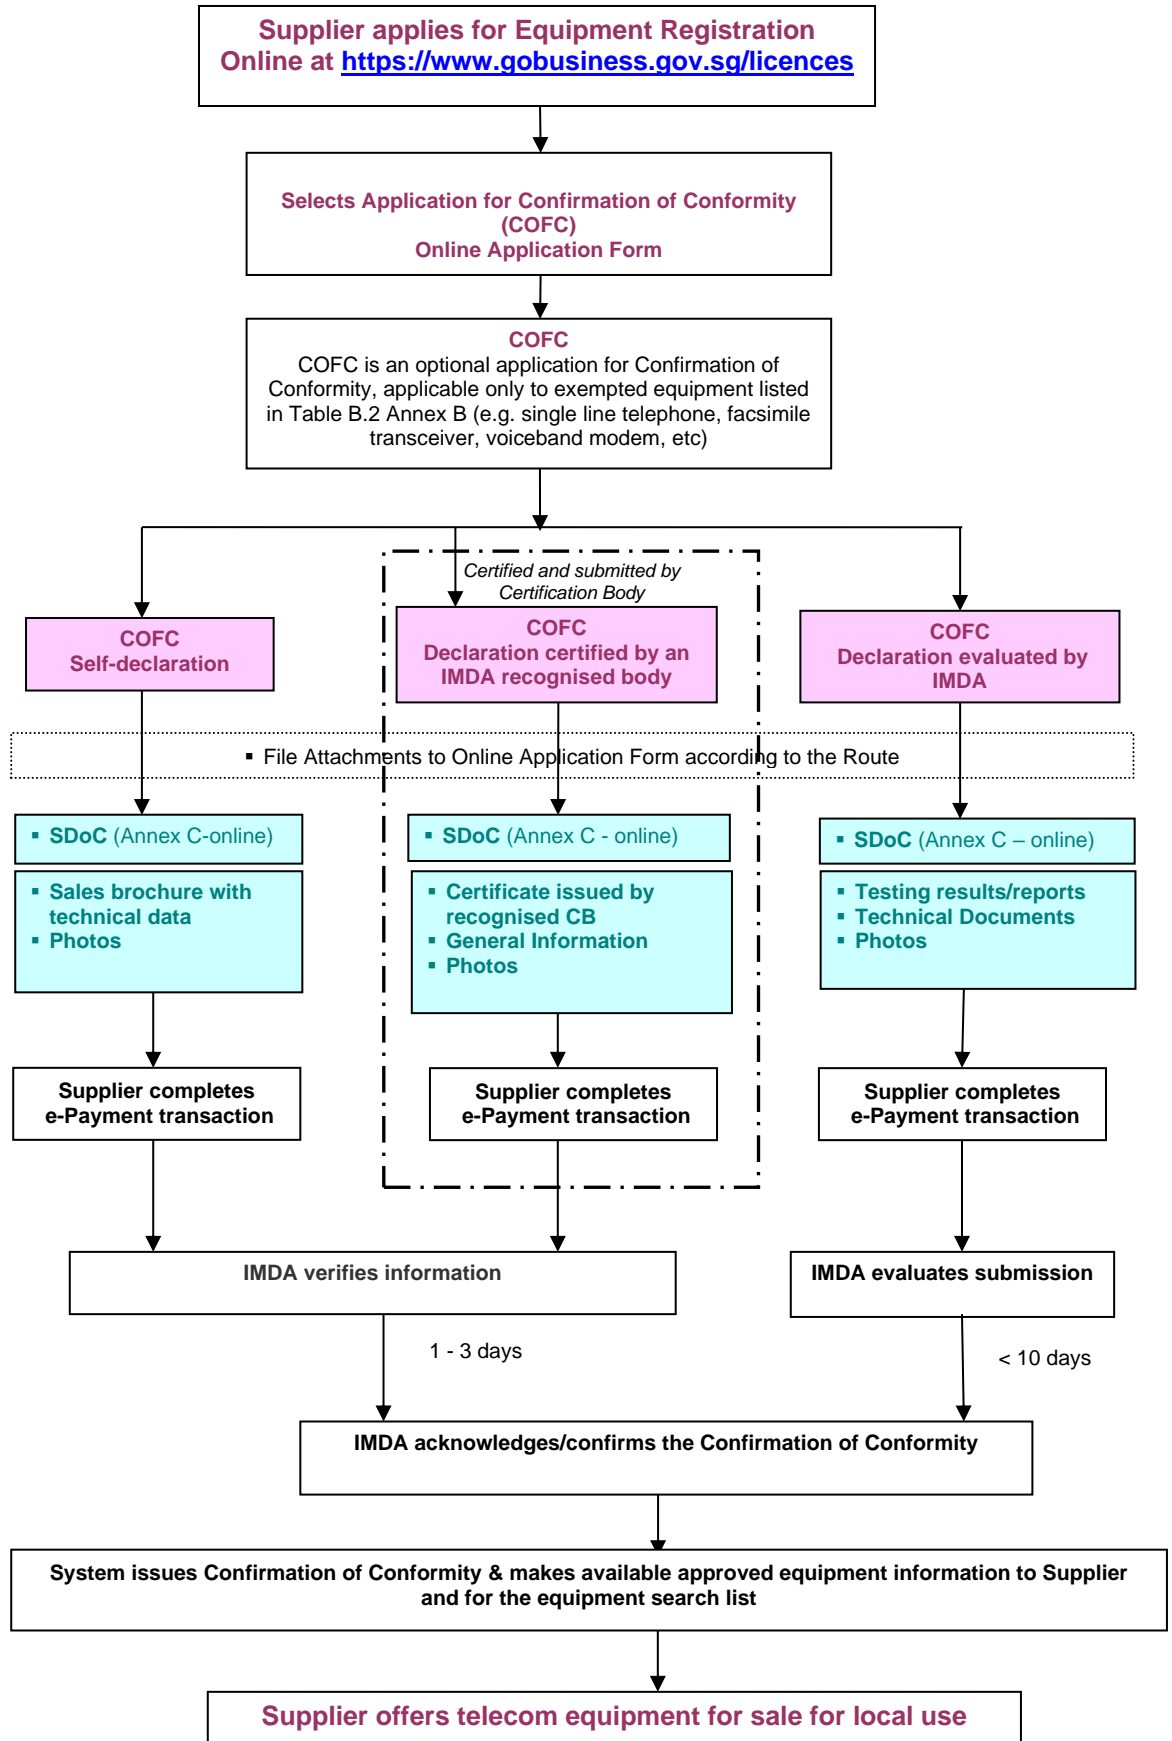 Supplier applies for Equipment Registration
Online at https://www.gobusiness.gov.sg/licences
Selects Application for Confirmation of Conformity
(COFC)
Online Application Form
COFC
COFC is an optional application for Confirmation of
Conformity, applicable only to exempted equipment listed
in Table B.2 Annex B (e.g. single line telephone, facsimile
transceiver, voiceband modem, etc)
Certified and submitted by
Certification Body
COFC
Self-declaration
COFC
Declaration certified by an
IMDA recognised body
COFC
Declaration evaluated by
IMDA
▪ File Attachments to Online Application Form according to the Route
▪ SDoC (Annex C-online)
▪ Sales brochure with
technical data
▪ Photos
▪ SDoC (Annex C - online)
▪ Certificate issued by
recognised CB
▪ General Information
▪ Photos
▪ SDoC (Annex C – online)
▪ Testing results/reports
▪ Technical Documents
▪ Photos
Supplier completes
e-Payment transaction
Supplier completes
e-Payment transaction
Supplier completes
e-Payment transaction
IMDA verifies information
IMDA evaluates submission
1 - 3 days
< 10 days
IMDA acknowledges/confirms the Confirmation of Conformity
System issues Confirmation of Conformity & makes available approved equipment information to Supplier
and for the equipment search list
Supplier offers telecom equipment for sale for local use